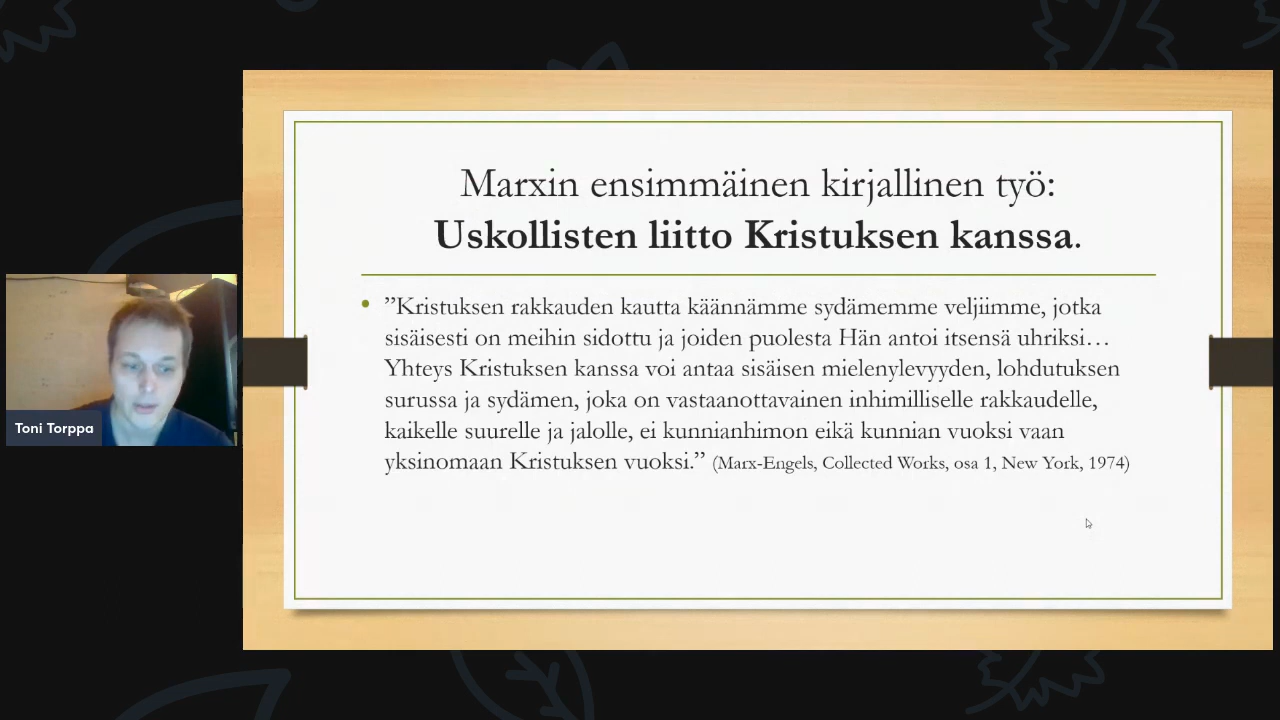 Marxin ensimmäinen kirjallinen työ:
Uskollisten liitto Kristuksen kanssa.
”Kristuksen rakkauden kautta käännämme sydämemme veljiimme, jotka
sisäisesti on meihin sidottu ja joiden puolesta Hän antoi itsensä uhriksi…
Yhteys Kristuksen kanssa voi antaa sisäisen mielenylevyyden, lohdutuksen
surussa ja sydämen, joka on vastaanottavainen inhimilliselle rakkaudelle,
kaikelle suurelle ja jalolle, ei kunnianhimon eikä kunnian vuoksi vaan
yksinomaan Kristuksen vuoksi.” (Marx-Engels, Collected Works, osa 1, New York, 1974)
Toni Torppa